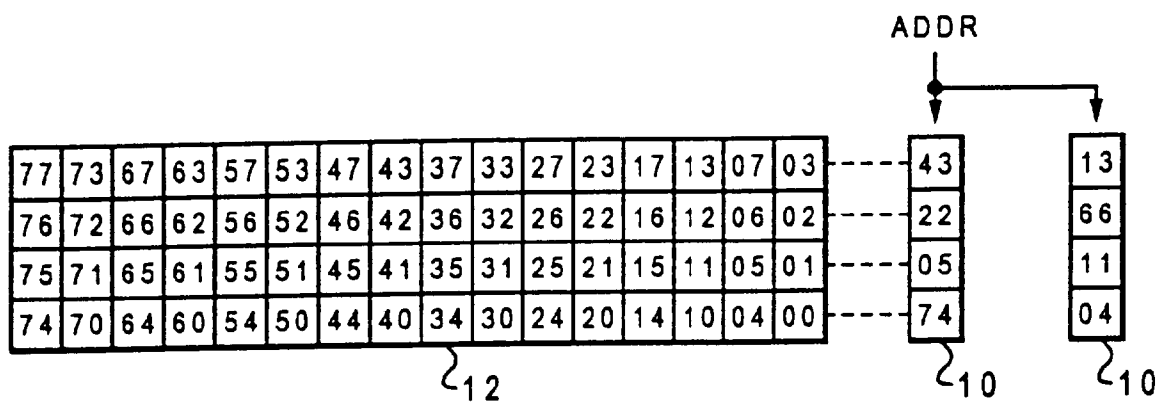 ADDR
77 73 67 63 57 53 47 43 37 33 27 23 17 13 07 03 43 13
76 72 66 62 56 52 46 42 36 32 26 22 16 12 06 02 22 66
75 71 65 61 55 51 45 41 35 31 25 21 15 11 05 01 05 11
74 70 64 60 54 50 44 40 34 30 24 20 14 10 04 00 74 04
12 10 10